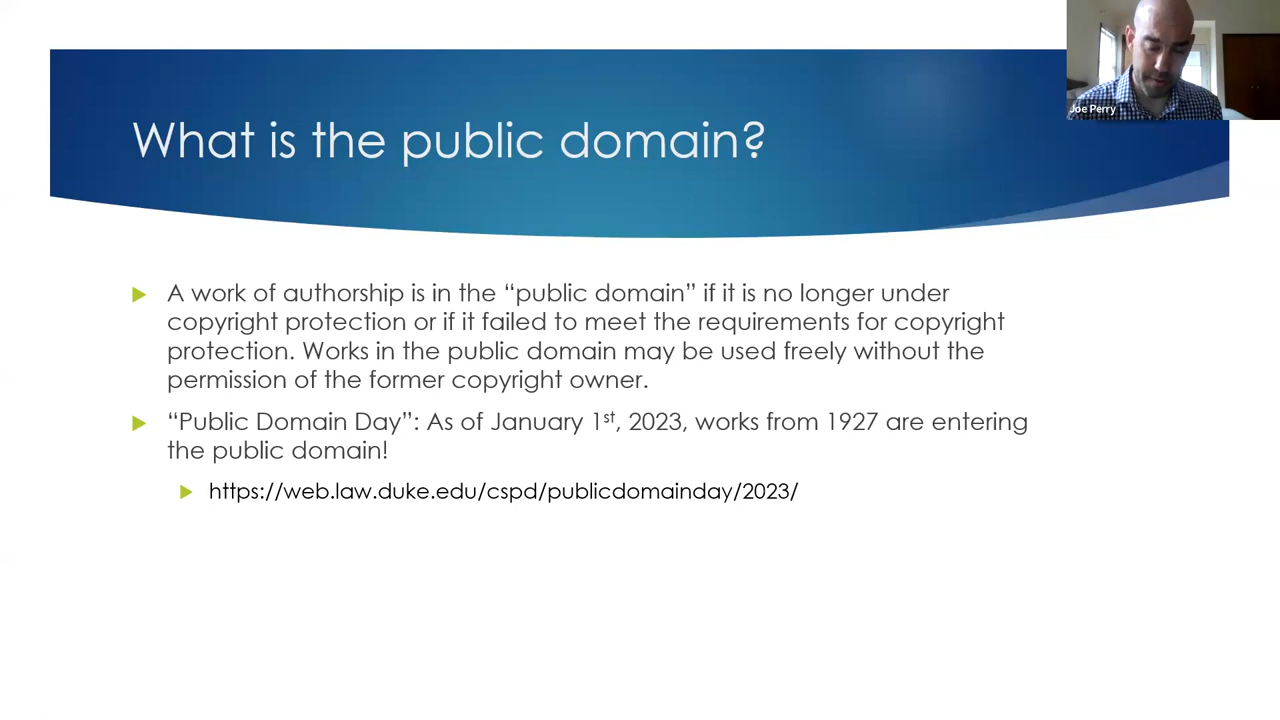 What is the public domain?
Joe Perry
A work of authorship is in the “public domain” if it is no longer under
copyright protection or if it failed to meet the requirements for copyright
protection. Works in the public domain may be used freely without the
permission of the former copyright owner.
“Public Domain Day”: As of January 1st, 2023, works from 1927 are entering
the public domain!
https://web.law.duke.edu/cspd/publicdomainday/2023/